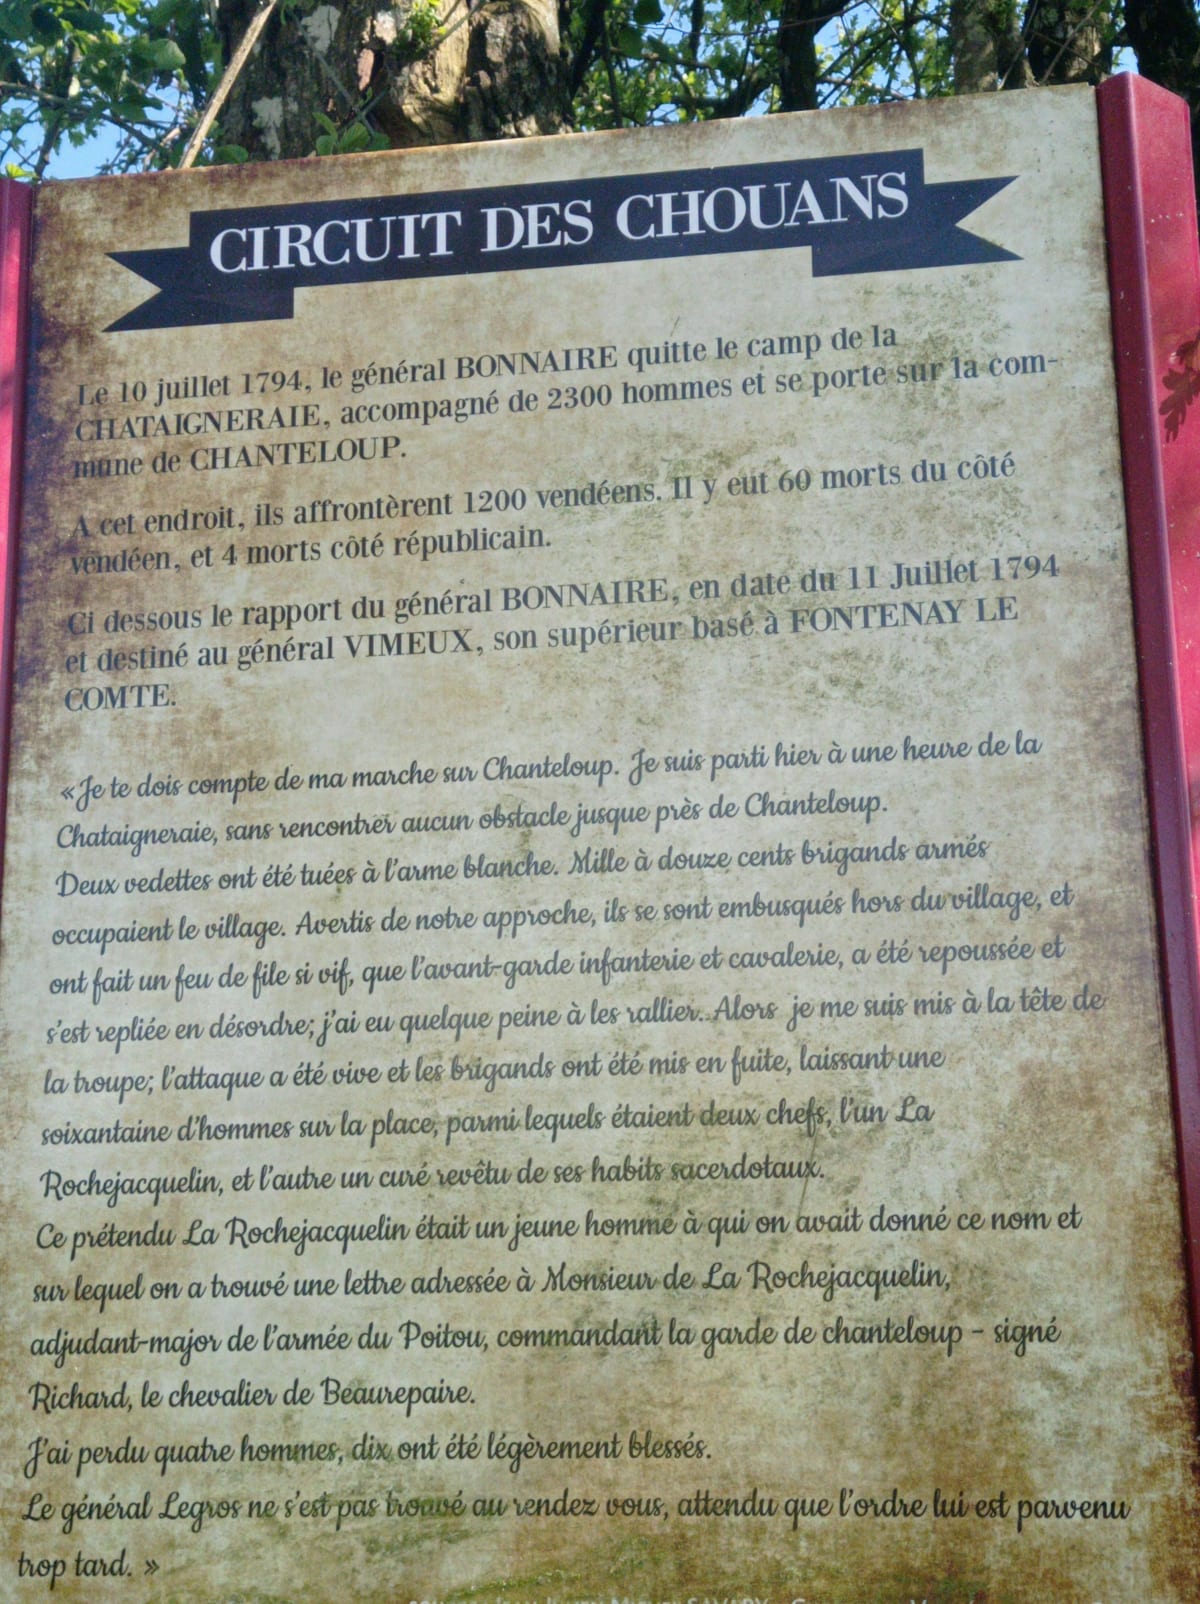 CIRCUIT DES CHOUANS
Le 10 juillet 1794, le général BONNAIRE quitte le camp de la
CHATAIGNERAIE, accompagné de 2300 hommes et se porte sur la com-
mune de CHANTELOUP.
A cet endroit, ils affrontèrent 1200 vendéens. Il y eut 60 morts du côté
vendéen, et 4 morts côté républicain.
Ci dessous le rapport du général BONNAIRE, en date du 11 Juillet 1794
et destiné au général VIMEUX, son supérieur basé à FONTENAY LE
COMTE.
«Je te dois compte de ma marche sur Chanteloup. Je suis parti hier à une heure de la
Chataigneraie, sans rencontrer aucun obstacle jusque près de Chanteloup.
Deux vedettes ont été tuées à l'arme blanche. Mille à douze cents brigands armés
occupaient le village. Avertis de notre approche, ils se sont embusqués hors du village, et
ont fait un feu de file si vif, que l'avant-garde infanterie et cavalerie, a été repoussée et
s'est repliée en désordre; j'ai eu quelque peine à les rallier. Alors je me suis mis à la tête de
la troupe; l'attaque a été vive et les brigands ont été mis en fuite, laissant une
soixantaine d'hommes sur la place, parmi lequels étaient deux chefs, l'un La
Rochejacquelin, et l'autre un curé revêtu de ses habits sacerdotaux.
Ce prétendu La Rochejacquelin était un jeune homme à qui on avait donné ce nom et
sur lequel on a trouvé une lettre adressée à Monsieur de La Rochejacquelin,
adjudant-major de l'armée du Poitou, commandant la garde de chanteloup - signé
Richard, le chevalier de Beaurepaire.
J'ai perdu quatre hommes, dix ont été légèrement blessés.
Le général Legros ne s'est pas trouvé au rendez vous, attendu que l'ordre lui est parvenu
trop tard. »